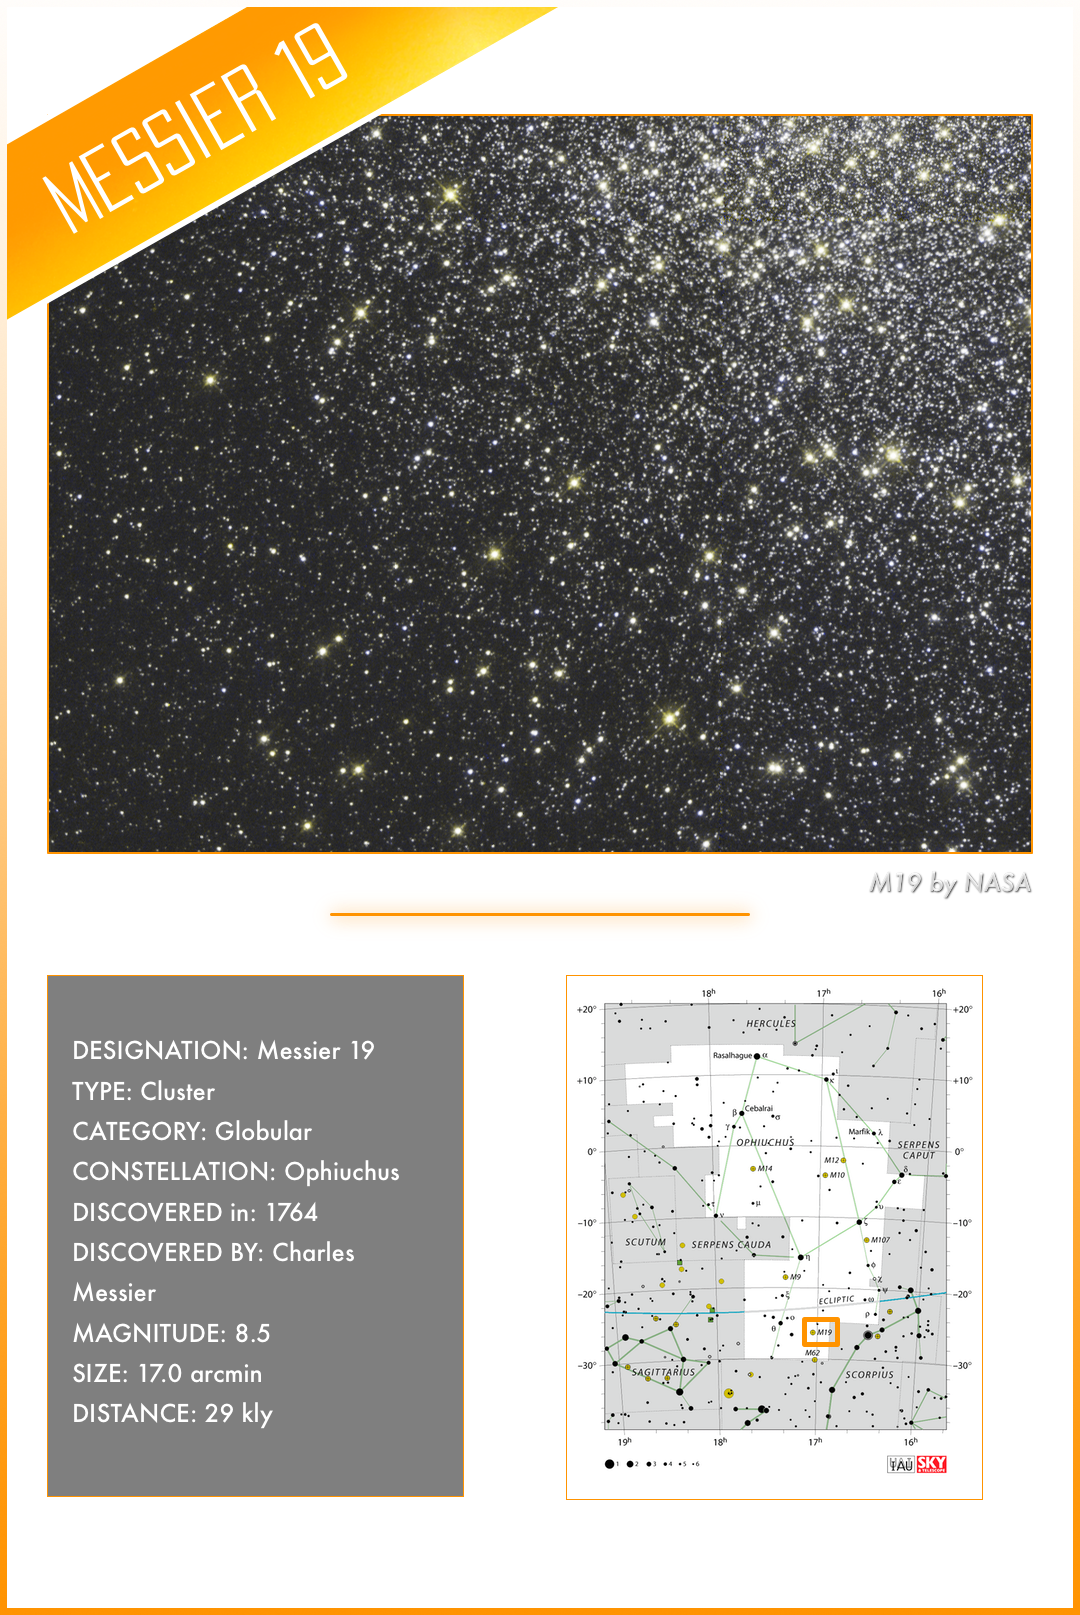 MESSIER 19
M19 by NASA
DESIGNATION: Messier 19
TYPE: Cluster
CATEGORY: Globular
CONSTELLATION: Ophiuchus
DISCOVERED in: 1764
DISCOVERED BY: Charles
Messier
MAGNITUDE: 8.5
SIZE: 17.0 arcmin
DISTANCE: 29 kly
18h 17h 16h
+20° +20°
HERCULES
Rasalhague α
+10° κ ι +10°
β Cebalrai
σ
γ Marfik λ
OPHIUCHUS SERPENS
CAPUT
0° 0°
M12
M14 M10 δ
ε
τ μ υ
ν
−10° ζ −10°
SCUTUM SERPENS CAUDA M107
η
M9 φ
χ
−20° ξ ψ −20°
ECLIPTIC ω
ο ρ
θ M19
M62
−30° −30°
SAGITTARIUS SCORPIUS
19h 18h 17h 16h
1 2 3 4 5 6
IAU SKY
& TELESCOPE